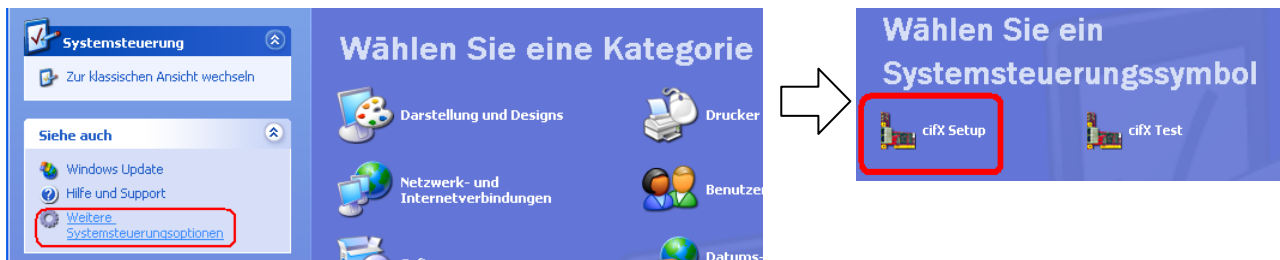 Systemsteuerung
Zur klassischen Ansicht wechseln
Siehe auch
Windows Update
Hilfe und Support
Weitere
Systemsteuerungsoptionen
Wählen Sie eine Kategorie
Darstellung und Designs
Drucker
Netzwerk- und
Internetverbindungen
Benutze
Datums-
Wählen Sie ein
Systemsteuerungssymbol
cifX Setup
cifX Test